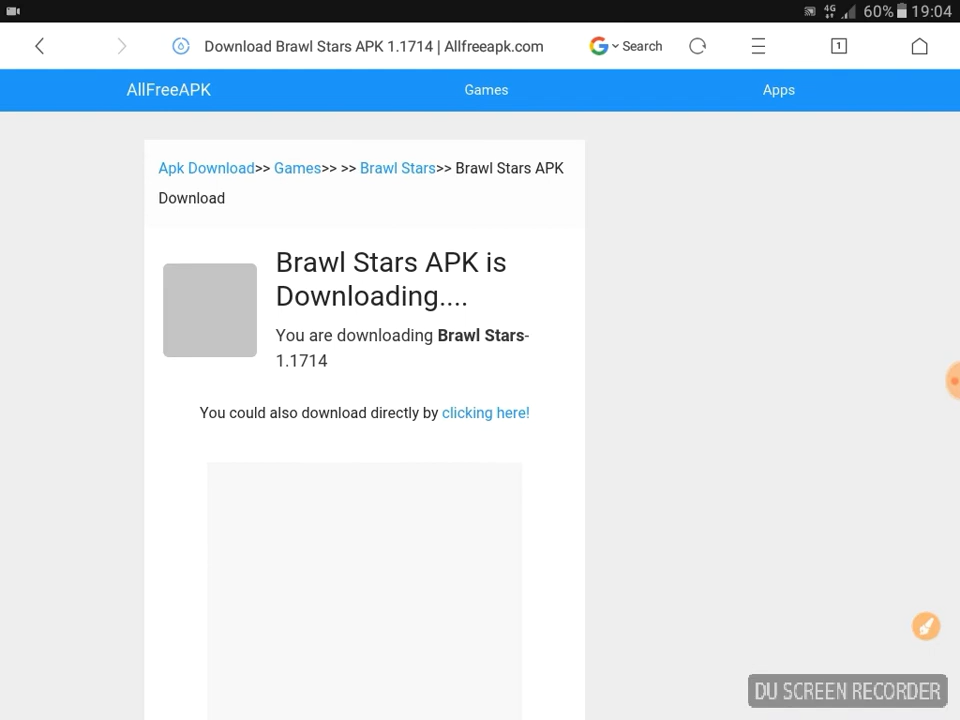 4G 60% 19:04
Download Brawl Stars APK 1.1714 | Allfreeapk.com Search 1
AllFreeAPK Games Apps
Apk Download>> Games>> >> Brawl Stars>> Brawl Stars APK
Download
Brawl Stars APK is
Downloading....
You are downloading Brawl Stars-
1.1714
You could also download directly by clicking here!
DU SCREEN RECORDER